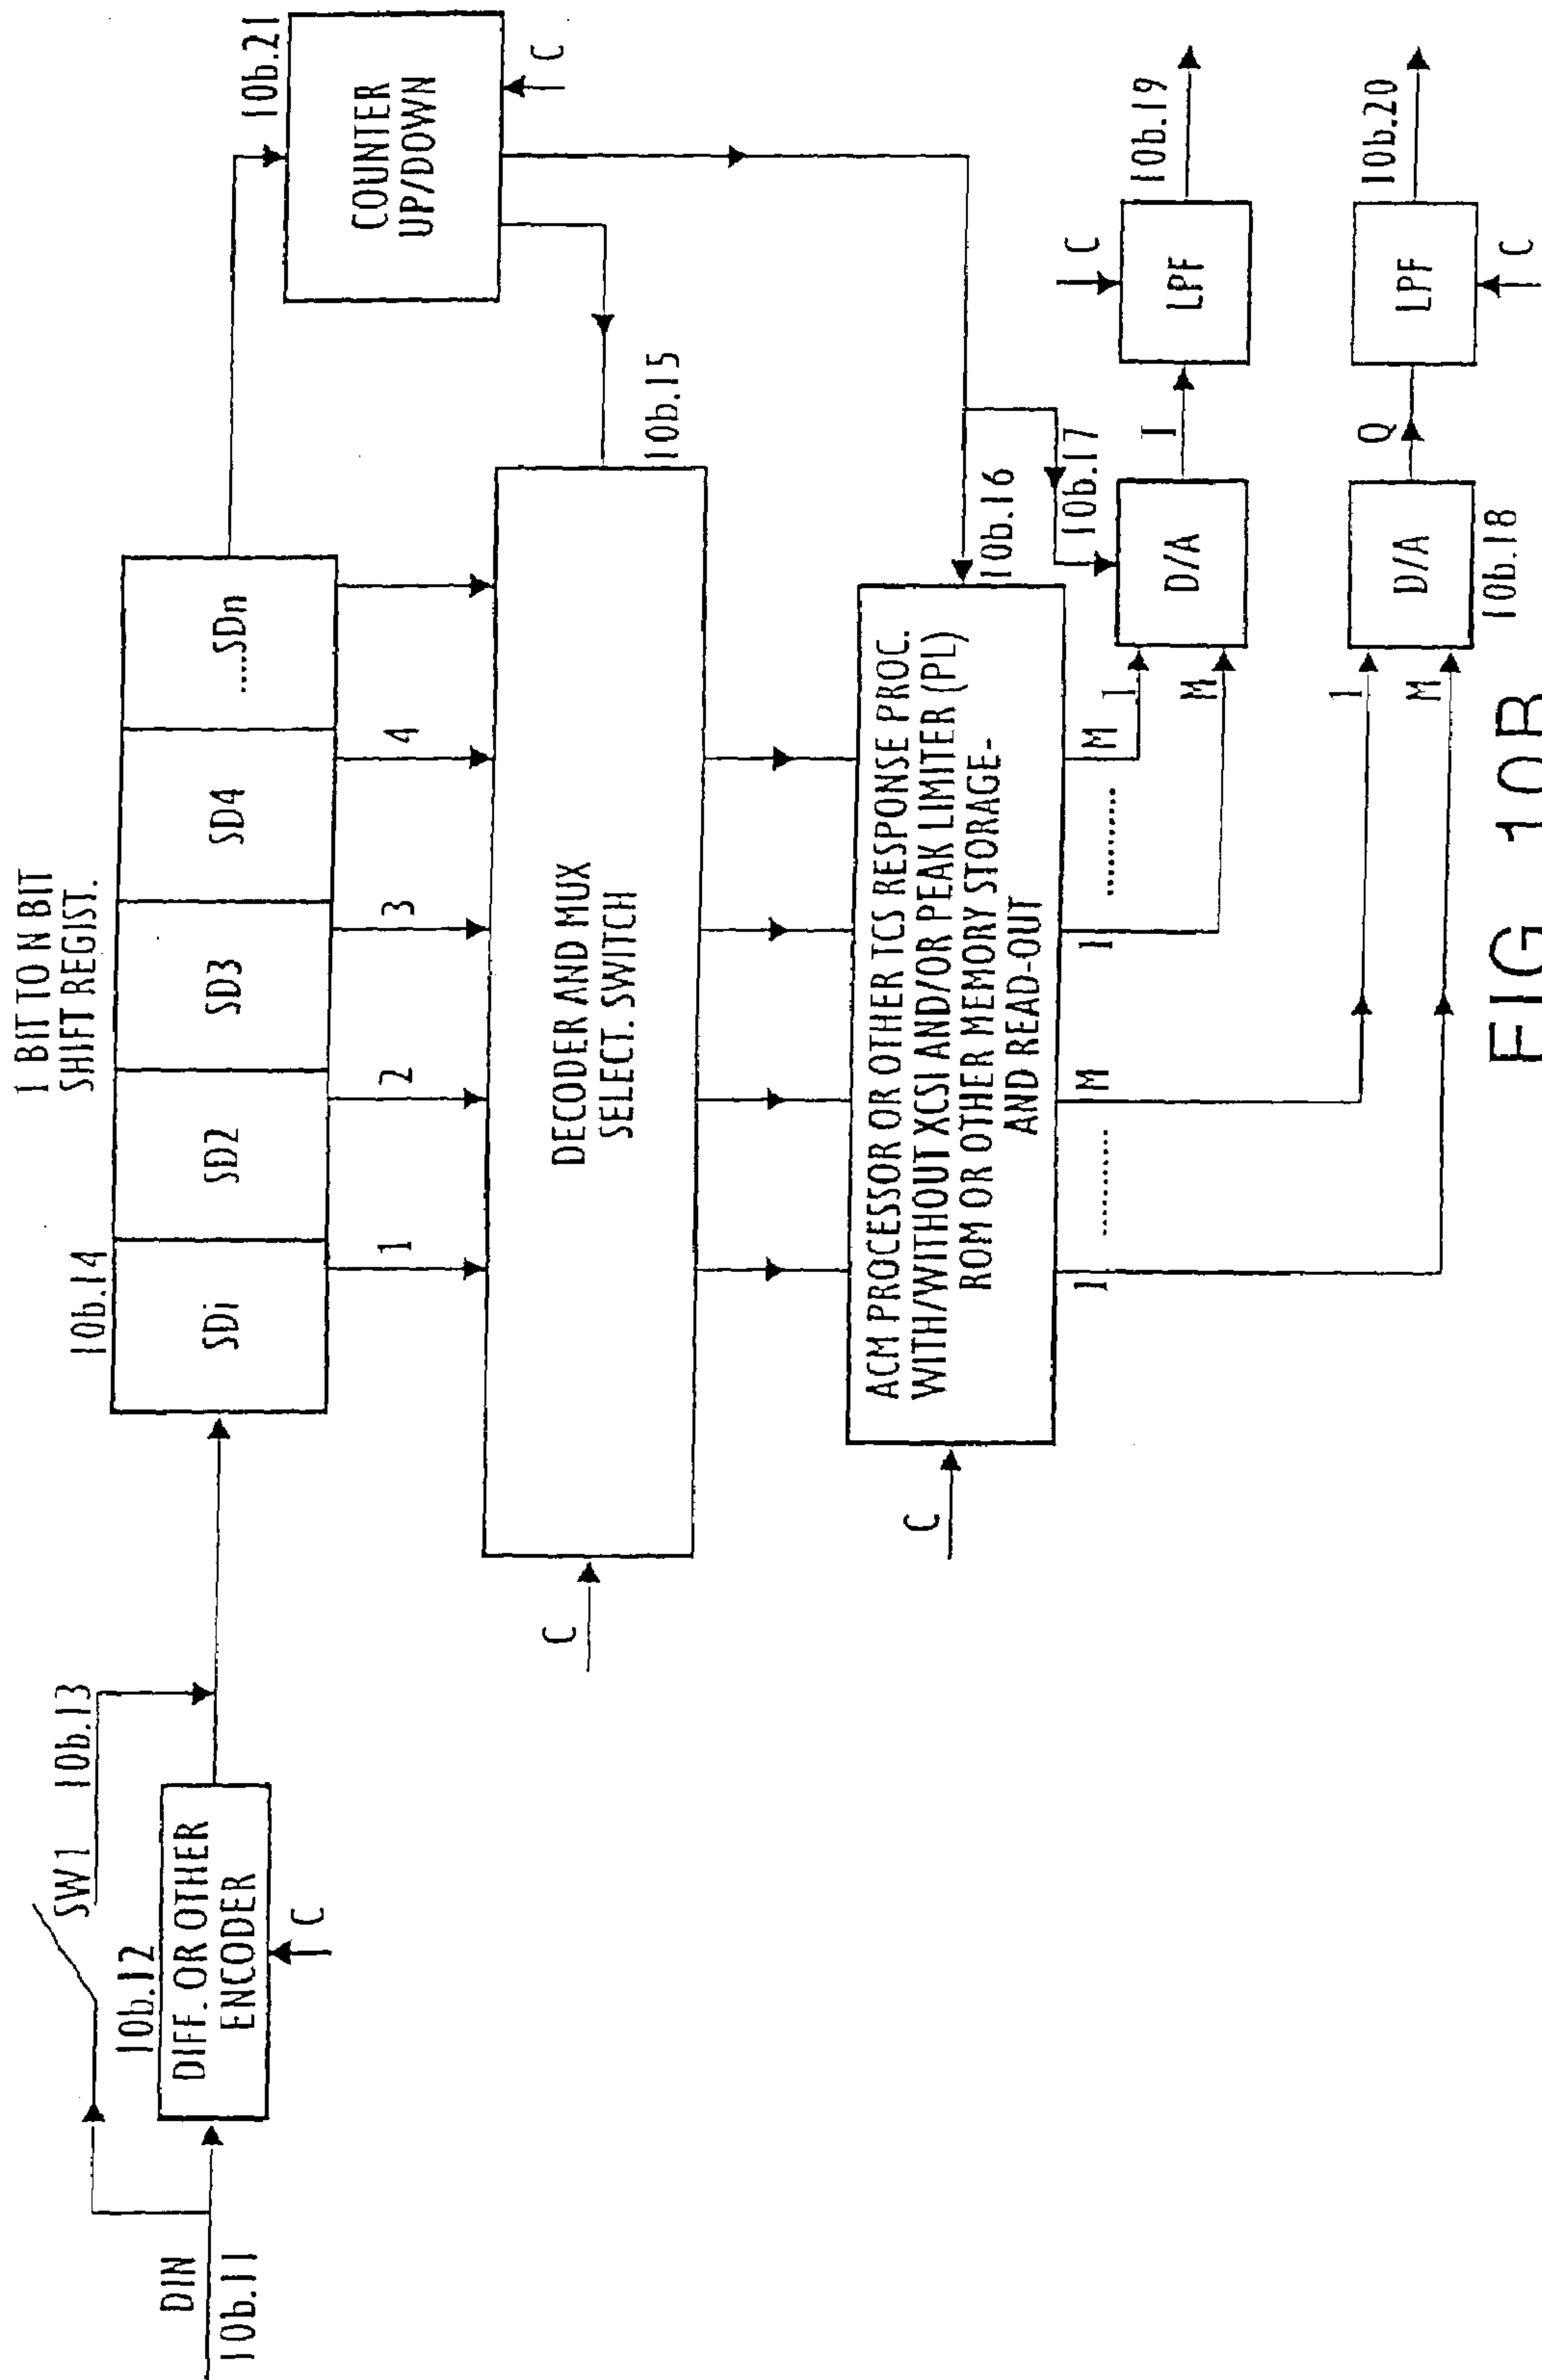 DIN
10b.11
SW1 10b.13
10b.12
DIFF. OR OTHER
ENCODER
C
1 BIT TO N BIT
SHIFT REGIST.
10b.14
SDi
SD2
SD3
SD4
.....SDn
10b.21
COUNTER
UP/DOWN
C
1
2
3
4
10b.15
DECODER AND MUX
SELECT. SWITCH
C
10b.16
ACM PROCESSOR OR OTHER TCS RESPONSE PROC.
WITH/WITHOUT XCSI AND/OR PEAK LIMITER (PL)
ROM OR OTHER MEMORY STORAGE-
AND READ-OUT
C
1 .......... M
1 .......... M
10b.17
1
M
D/A
I
C
LPF
10b.19
1
M
D/A
10b.18
Q
LPF
C
10b.20
FIG 10B